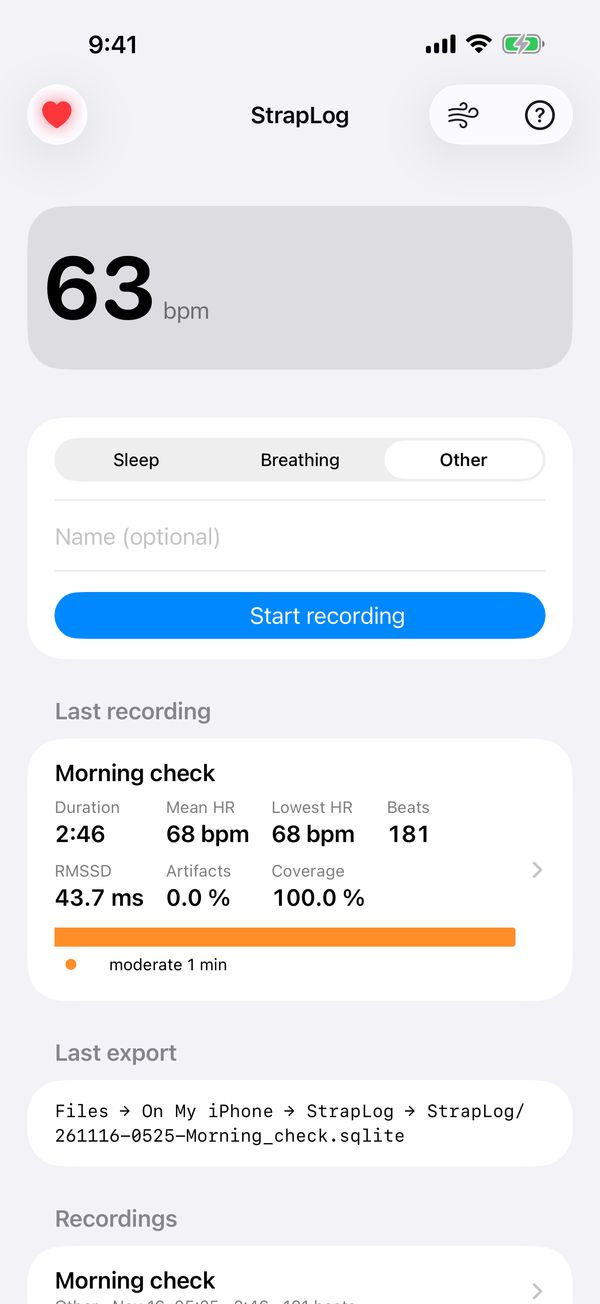 9:41
StrapLog
63 bpm
Sleep Breathing Other
Name (optional)
Start recording
Last recording
Morning check
Duration Mean HR Lowest HR Beats
2:46 68 bpm 68 bpm 181
RMSSD Artifacts Coverage
43.7 ms 0.0 % 100.0 %
moderate 1 min
Last export
Files → On My iPhone → StrapLog → StrapLog/
261116-0525-Morning_check.sqlite
Recordings
Morning check